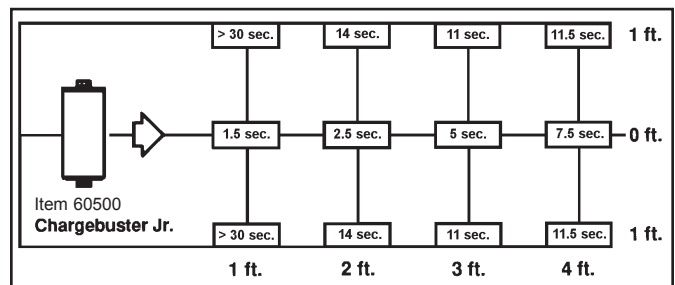 > 30 sec. 14 sec. 11 sec. 11.5 sec. 1 ft.
1.5 sec. 2.5 sec. 5 sec. 7.5 sec. 0 ft.
Item 60500
Chargebuster Jr.
> 30 sec. 14 sec. 11 sec. 11.5 sec. 1 ft.
1 ft. 2 ft. 3 ft. 4 ft.